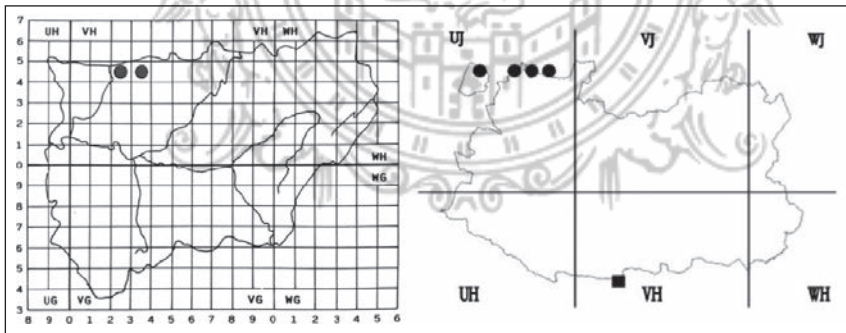 7
UH VH VH WH
6
5
4
3
2
1
WH
0
WG
9
8
7
6
5
4
UG VG VG WG
3
8 9 0 1 2 3 4 5 6 7 8 9 0 1 2 3 4 5 6
UJ VJ WJ
UH VH WH